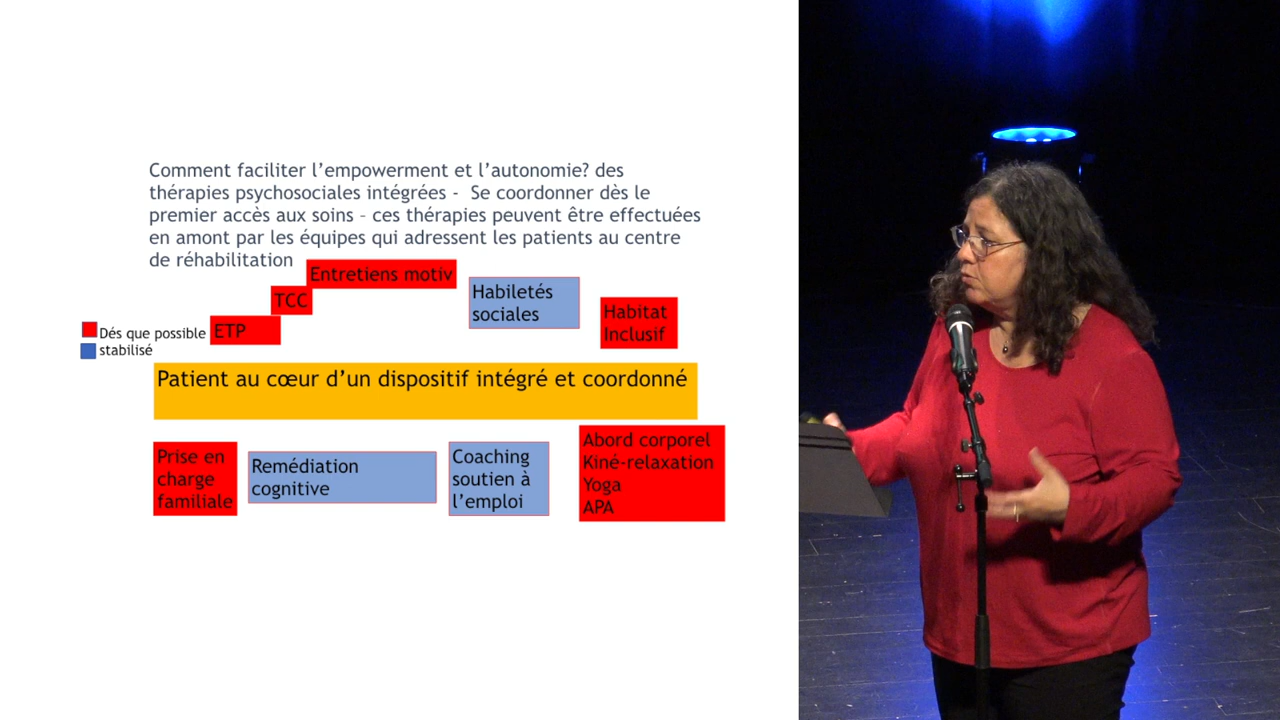 Comment faciliter l’empowerment et l’autonomie? des
thérapies psychosociales intégrées - Se coordonner dès le
premier accès aux soins – ces thérapies peuvent être effectuées
en amont par les équipes qui adressent les patients au centre
de réhabilitation
Entretiens motiv
TCC
ETP
Habiletés
sociales
Habitat
Inclusif
Dés que possible
stabilisé
Patient au cœur d’un dispositif intégré et coordonné
Prise en
charge
familiale
Remédiation
cognitive
Coaching
soutien à
l’emploi
Abord corporel
Kiné-relaxation
Yoga
APA